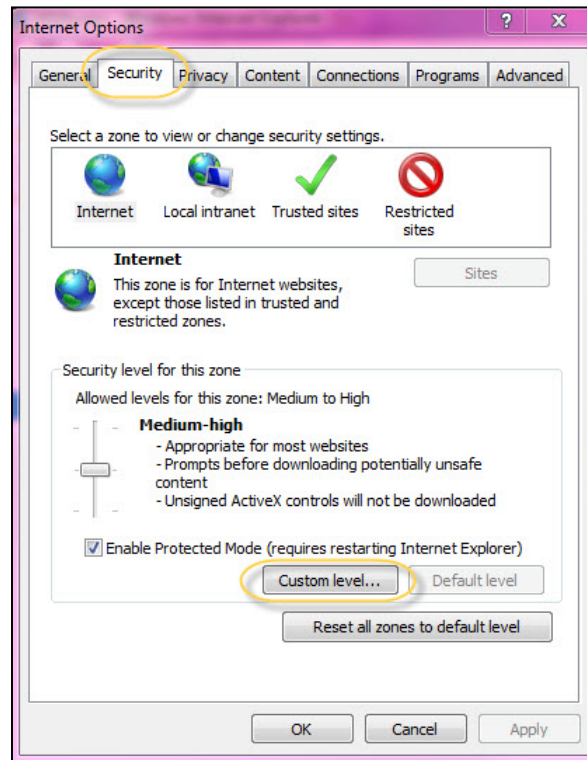 Internet Options
General Security Privacy Content Connections Programs Advanced
Select a zone to view or change security settings.
Internet Local intranet Trusted sites Restricted
sites
Internet
This zone is for Internet websites,
except those listed in trusted and
restricted zones.
Sites
Security level for this zone
Allowed levels for this zone: Medium to High
Medium-high
- Appropriate for most websites
- Prompts before downloading potentially unsafe
content
- Unsigned ActiveX controls will not be downloaded
Enable Protected Mode (requires restarting Internet Explorer)
Custom level... Default level
Reset all zones to default level
OK Cancel Apply